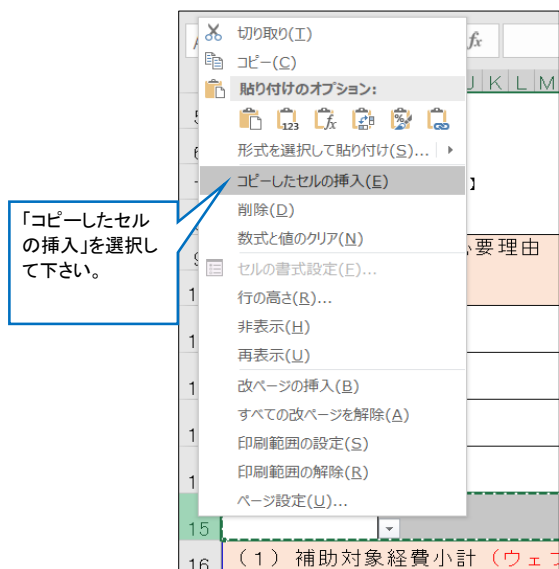 切り取り(T)
コピー(C)
貼り付けのオプション:
123
fx
%
形式を選択して貼り付け(S)...
コピーしたセルの挿入(E)
削除(D)
数式と値のクリア(N)
セルの書式設定(F)...
行の高さ(R)...
非表示(H)
再表示(U)
改ページの挿入(B)
すべての改ページを解除(A)
印刷範囲の設定(S)
印刷範囲の解除(R)
ページ設定(U)...
「コピーしたセル
の挿入」を選択し
て下さい。
fx
J K L M
】
要理由
15
16 (1)補助対象経費小計(ウェブ